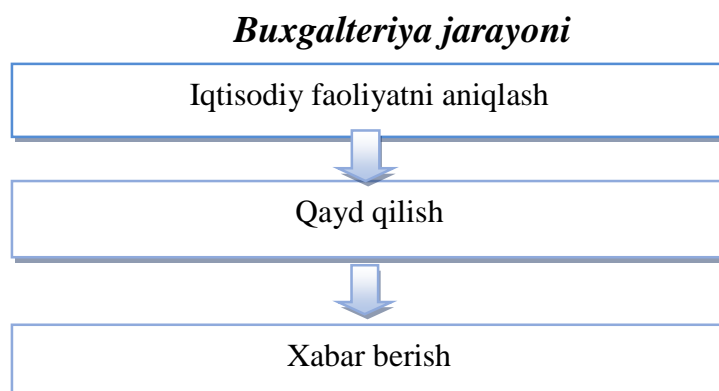 Buxgalteriya jarayoni
Iqtisodiy faoliyatni aniqlash
Qayd qilish
Xabar berish